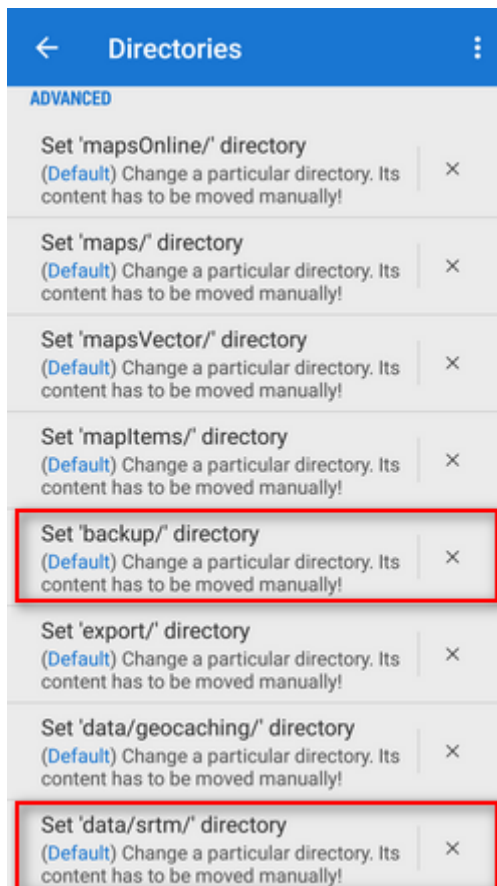 Directories
ADVANCED
Set 'mapsOnline/' directory
(Default) Change a particular directory. Its
content has to be moved manually!
Set 'maps/' directory
(Default) Change a particular directory. Its
content has to be moved manually!
Set 'mapsVector/' directory
(Default) Change a particular directory. Its
content has to be moved manually!
Set 'mapItems/' directory
(Default) Change a particular directory. Its
content has to be moved manually!
Set 'backup/' directory
(Default) Change a particular directory. Its
content has to be moved manually!
Set 'export/' directory
(Default) Change a particular directory. Its
content has to be moved manually!
Set 'data/geocaching/' directory
(Default) Change a particular directory. Its
content has to be moved manually!
Set 'data/srtm/' directory
(Default) Change a particular directory. Its
content has to be moved manually!